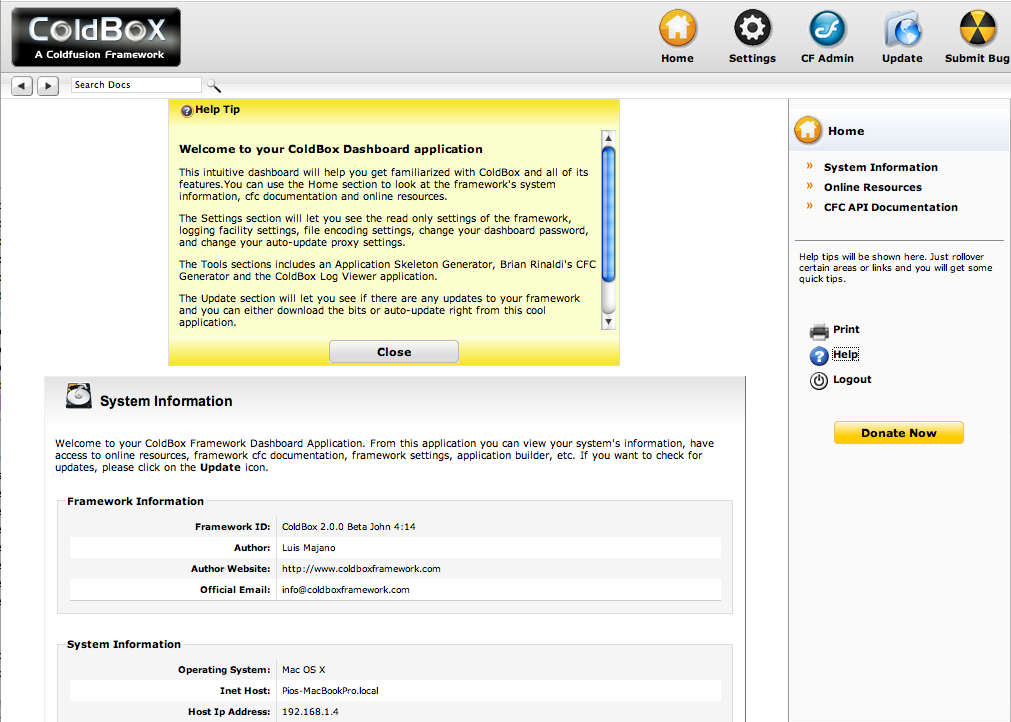 ColdBox
A Coldfusion Framework
Home
Settings
CF Admin
Update
Submit Bug
Search Docs
Help Tip
Welcome to your ColdBox Dashboard application
This intuitive dashboard will help you get familiarized with ColdBox and all of its
features.You can use the Home section to look at the framework's system
information, cfc documentation and online resources.
The Settings section will let you see the read only settings of the framework,
logging facility settings, file encoding settings, change your dashboard password,
and change your auto-update proxy settings.
The Tools sections includes an Application Skeleton Generator, Brian Rinaldi's CFC
Generator and the ColdBox Log Viewer application.
The Update section will let you see if there are any updates to your framework
and you can either download the bits or auto-update right from this cool
application.
Close
System Information
Welcome to your ColdBox Framework Dashboard Application. From this application you can view your system's information, have
access to online resources, framework cfc documentation, framework settings, application builder, etc. If you want to check for
updates, please click on the Update icon.
Framework Information
Framework ID: ColdBox 2.0.0 Beta John 4:14
Author: Luis Majano
Author Website: http://www.coldboxframework.com
Official Email: info@coldboxframework.com
System Information
Operating System: Mac OS X
Inet Host: Pios-MacBookPro.local
Host Ip Address: 192.168.1.4
Home
» System Information
» Online Resources
» CFC API Documentation
Help tips will be shown here. Just rollover
certain areas or links and you will get some
quick tips.
Print
Help
Logout
Donate Now